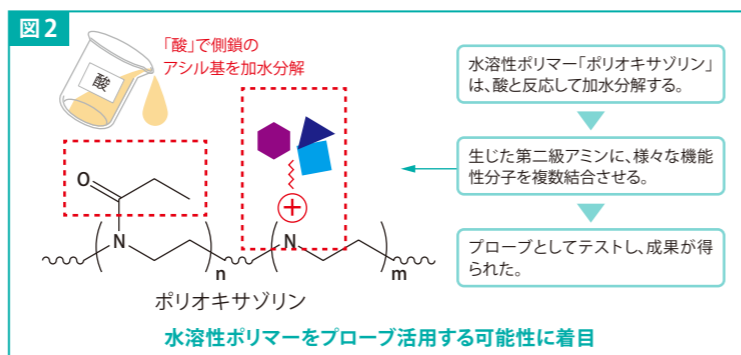 図2
「酸」で側鎖の
アシル基を加水分解
酸
O
N
n
N
m
+
ポリオキサゾリン
水溶性ポリマー「ポリオキサゾリン」
は、酸と反応して加水分解する。
生じた第二級アミンに、様々な機能
性分子を複数結合させる。
プローブとしてテストし、成果が得
られた。
水溶性ポリマーをプローブ活用する可能性に着目